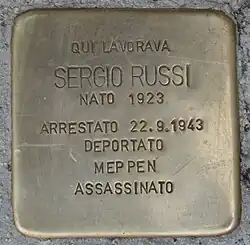 QUI LAVORAVA
SERGIO RUSSI
NATO 1923
ARRESTATO 22.9.1943
DEPORTATO
MEPPEN
ASSASSINATO